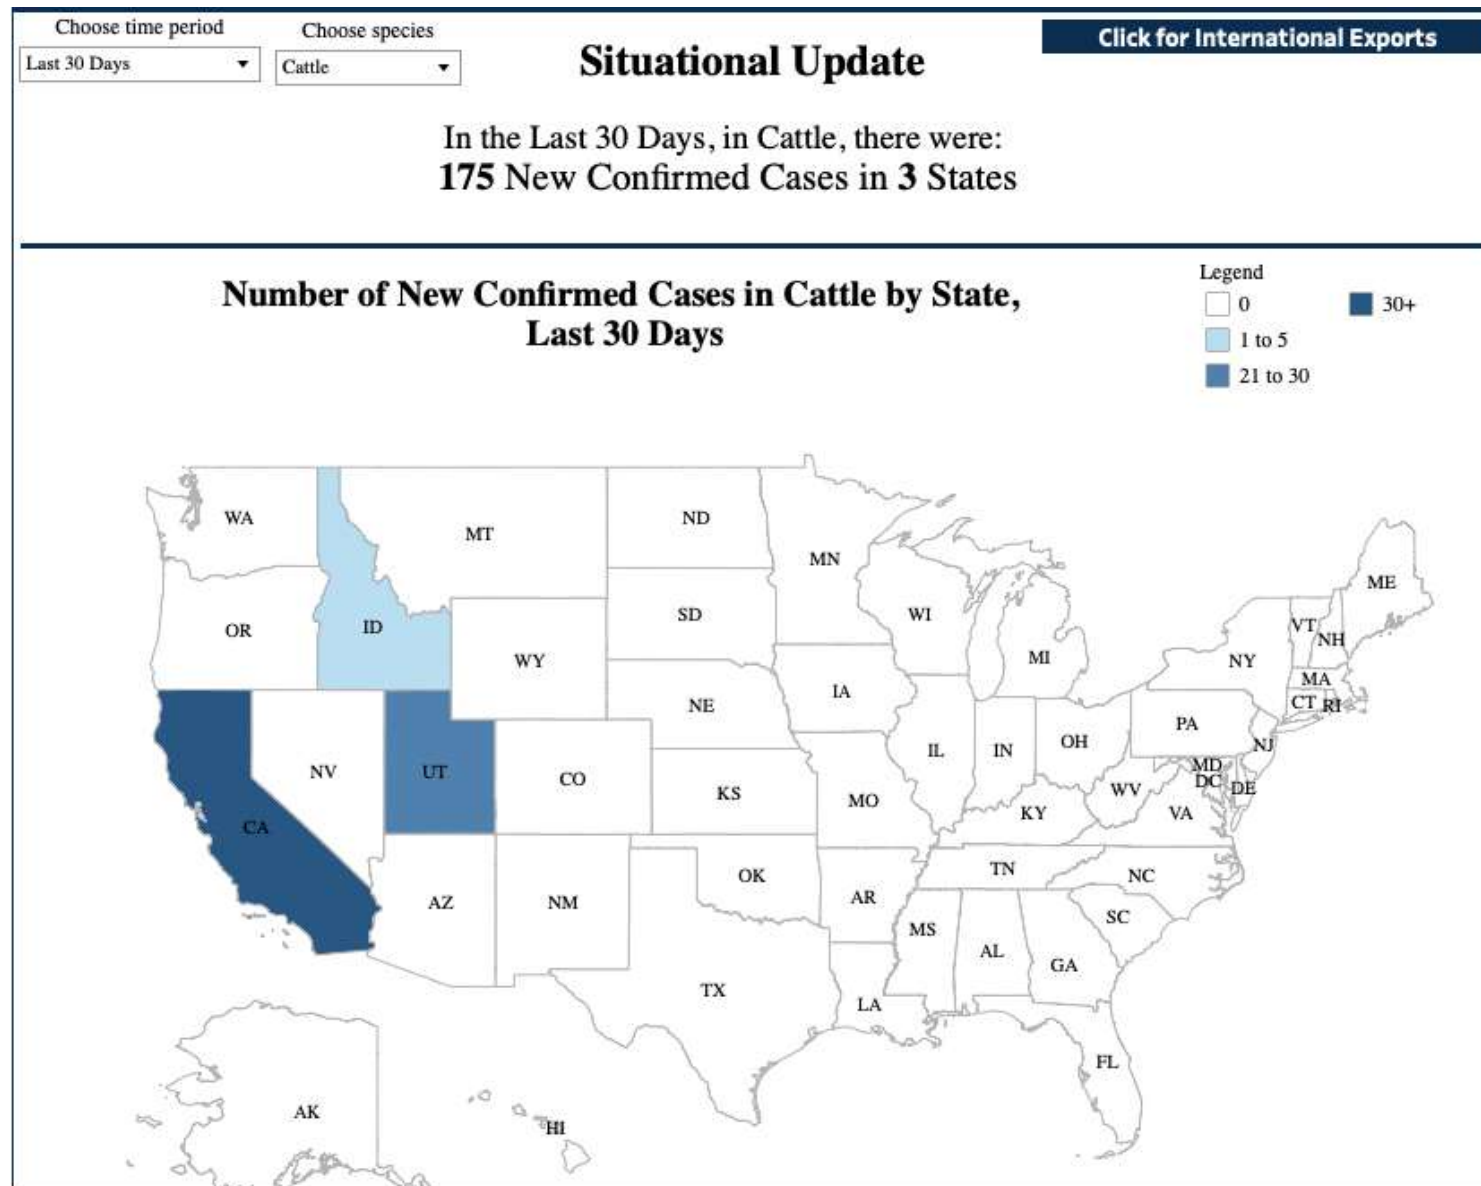 Choose time period
Choose species
Click for International Exports
Last 30 Days
Cattle
Situational Update
In the Last 30 Days, in Cattle, there were:
175 New Confirmed Cases in 3 States
Number of New Confirmed Cases in Cattle by State,
Last 30 Days
Legend
0
30+
1 to 5
21 to 30
WA
MT
ND
MN
ME
OR
ID
SD
WI
VT
NH
WY
MI
NY
MA
NE
IA
CT
RI
PA
NV
UT
CO
IL
IN
OH
NJ
MD
DC
DE
KS
MO
WV
VA
CA
KY
OK
TN
NC
AZ
NM
AR
SC
MS
AL
GA
TX
LA
FL
AK
HI